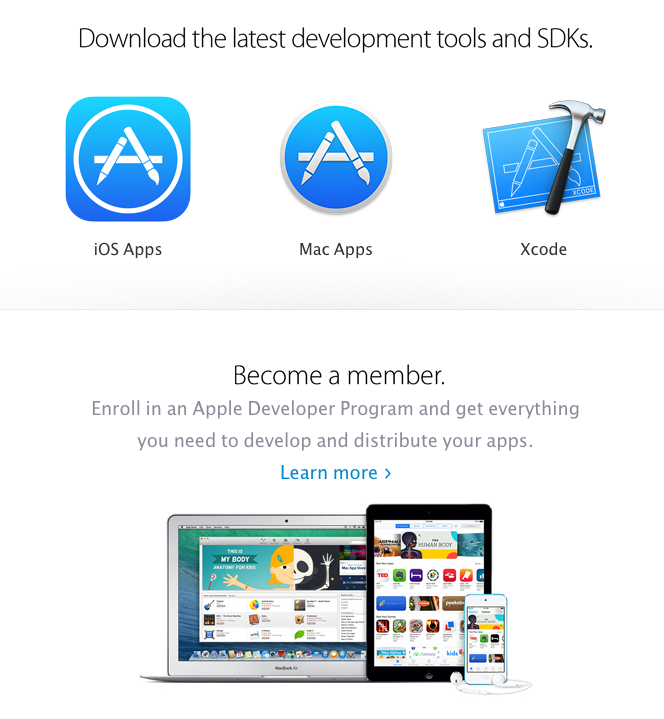 Download the latest development tools and SDKs.
XCODE
iOS Apps
Mac Apps
Xcode
Become a member.
Enroll in an Apple Developer Program and get everything
you need to develop and distribute your apps.
Learn more ›
THIS IS
MY BODY
ANATOMY FOR KIDS
MacBook Air
THE
HUMAN BODY
TED